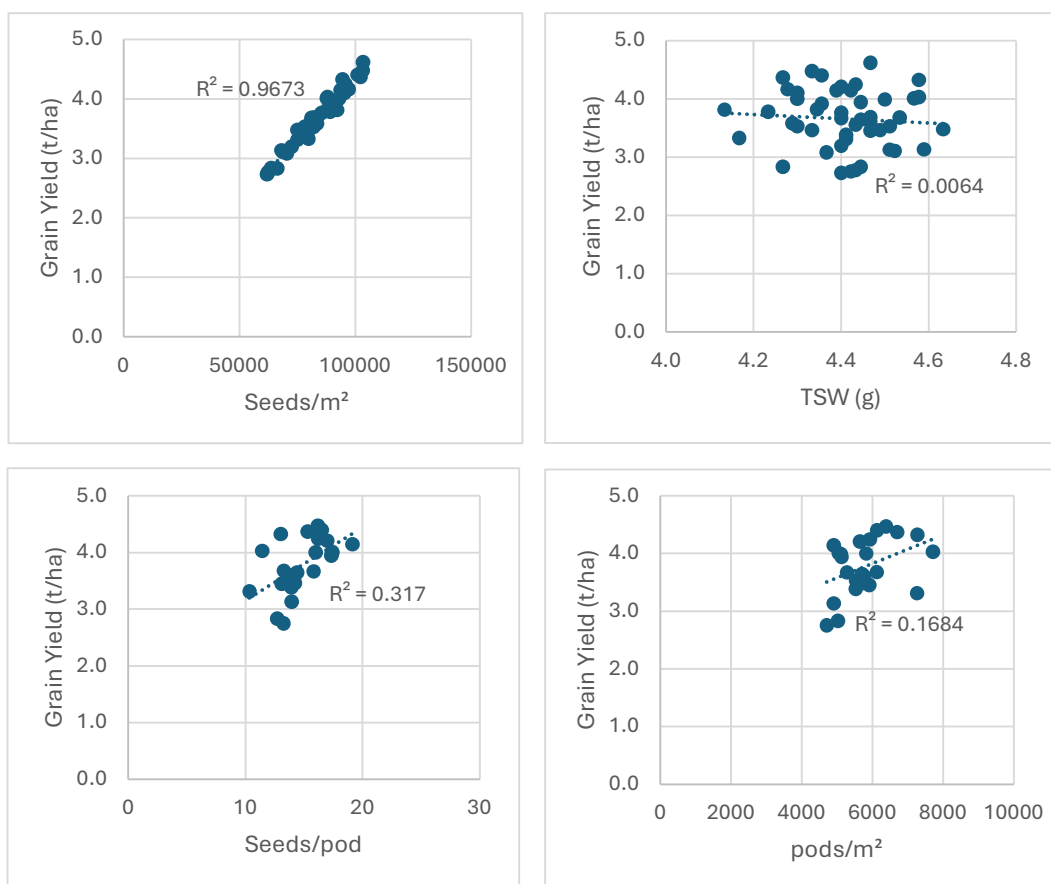 5.0
4.0
3.0
2.0
1.0
0.0
Grain Yield (t/ha)
R² = 0.9673
0 50000 100000 150000
Seeds/m²
5.0
4.0
3.0
2.0
1.0
0.0
Grain Yield (t/ha)
R² = 0.0064
4.0 4.2 4.4 4.6 4.8
TSW (g)
5.0
4.0
3.0
2.0
1.0
0.0
Grain Yield (t/ha)
R² = 0.317
0 10 20 30
Seeds/pod
5.0
4.0
3.0
2.0
1.0
0.0
Grain Yield (t/ha)
R² = 0.1684
0 2000 4000 6000 8000 10000
pods/m²